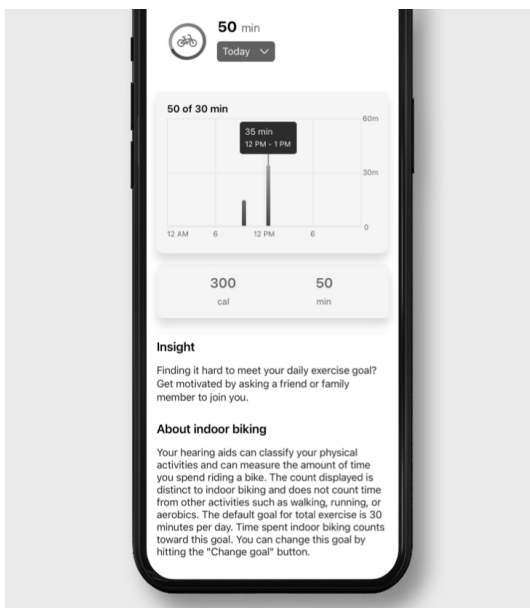 50 min
Today
50 of 30 min
60m
35 min
12 PM - 1 PM
30m
0
12 AM 6 12 PM 6
300 50
cal min
Insight
Finding it hard to meet your daily exercise goal?
Get motivated by asking a friend or family
member to join you.
About indoor biking
Your hearing aids can classify your physical
activities and can measure the amount of time
you spend riding a bike. The count displayed is
distinct to indoor biking and does not count time
from other activities such as walking, running, or
aerobics. The default goal for total exercise is 30
minutes per day. Time spent indoor biking counts
toward this goal. You can change this goal by
hitting the "Change goal" button.